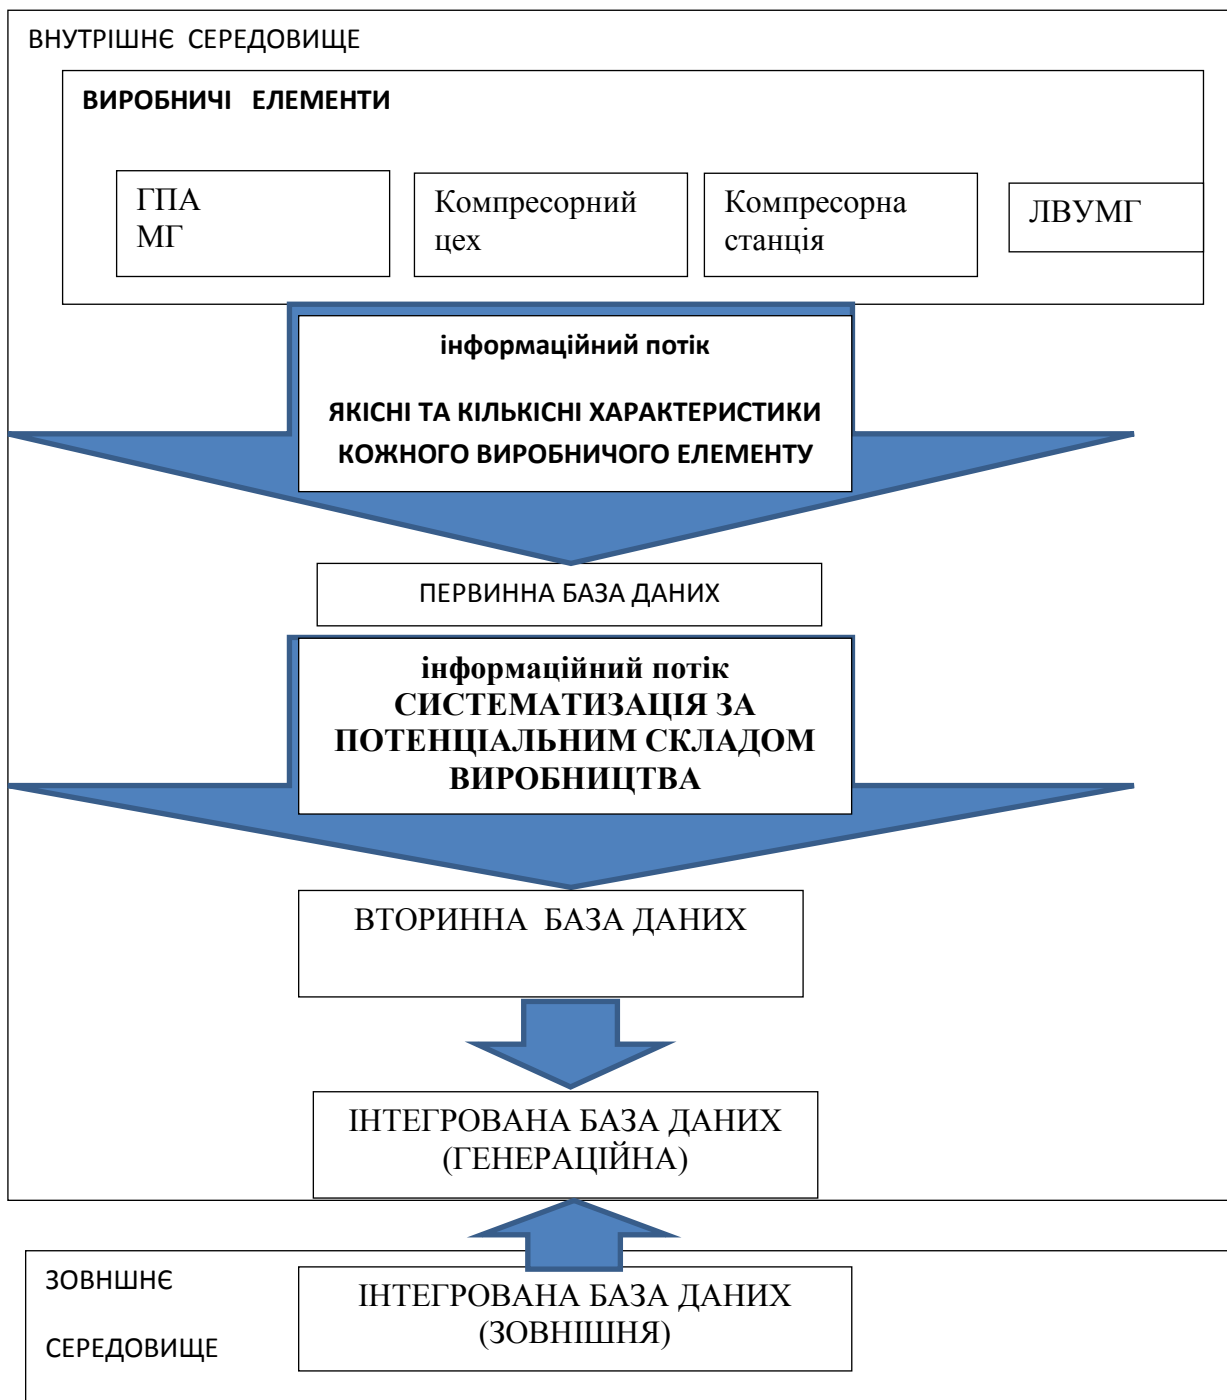 ВНУТРІШНЄ СЕРЕДОВИЩЕ
ВИРОБНИЧІ ЕЛЕМЕНТИ
ГПА
МГ
Компресорний
цех
Компресорна
станція
ЛВУМГ
інформаційний потік
ЯКІСНІ ТА КІЛЬКІСНІ ХАРАКТЕРИСТИКИ
КОЖНОГО ВИРОБНИЧОГО ЕЛЕМЕНТУ
ПЕРВИННА БАЗА ДАНИХ
інформаційний потік
СИСТЕМАТИЗАЦІЯ ЗА
ПОТЕНЦІАЛЬНИМ СКЛАДОМ
ВИРОБНИЦТВА
ВТОРИННА БАЗА ДАНИХ
ІНТЕГРОВАНА БАЗА ДАНИХ
(ГЕНЕРАЦІЙНА)
ЗОВНШНЄ
СЕРЕДОВИЩЕ
ІНТЕГРОВАНА БАЗА ДАНИХ
(ЗОВНІШНЯ)